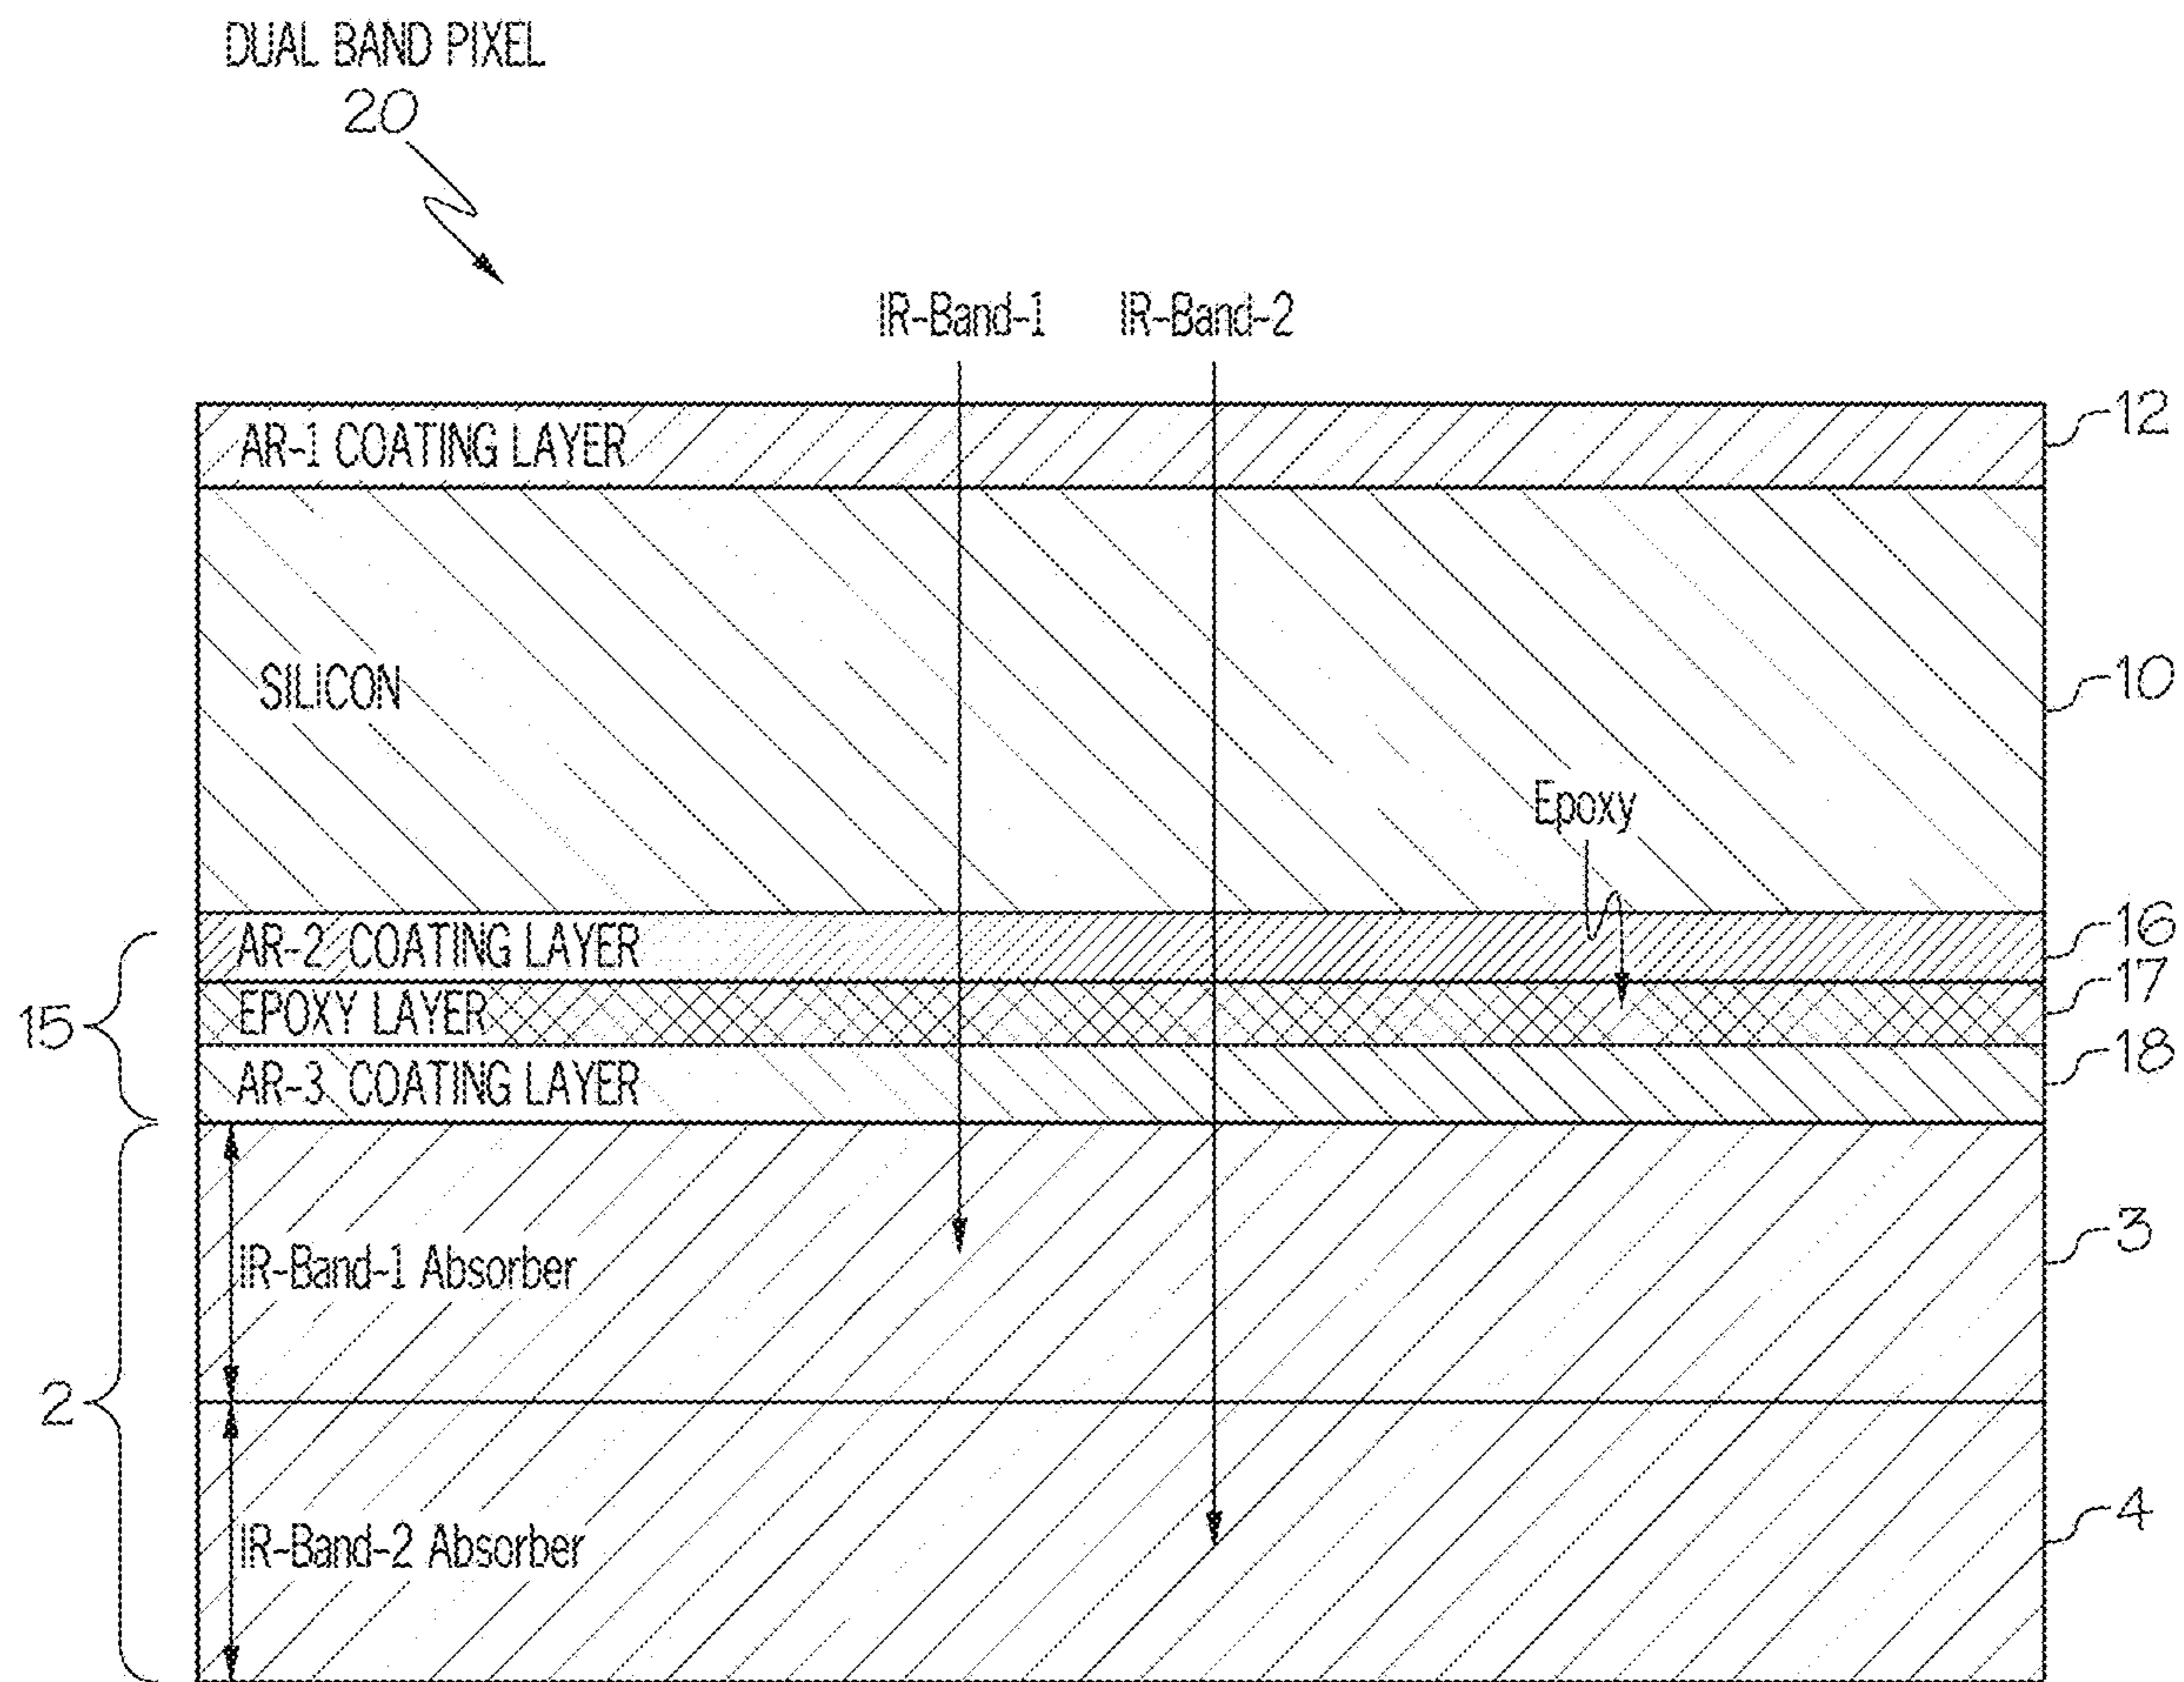 DUAL BAND PIXEL
20
IR-Band-1
IR-Band-2
AR-1 COATING LAYER
12
SILICON
10
Epoxy
AR-2 COATING LAYER
16
EPOXY LAYER
17
15
AR-3 COATING LAYER
18
IR-Band-1 Absorber
3
2
IR-Band-2 Absorber
4